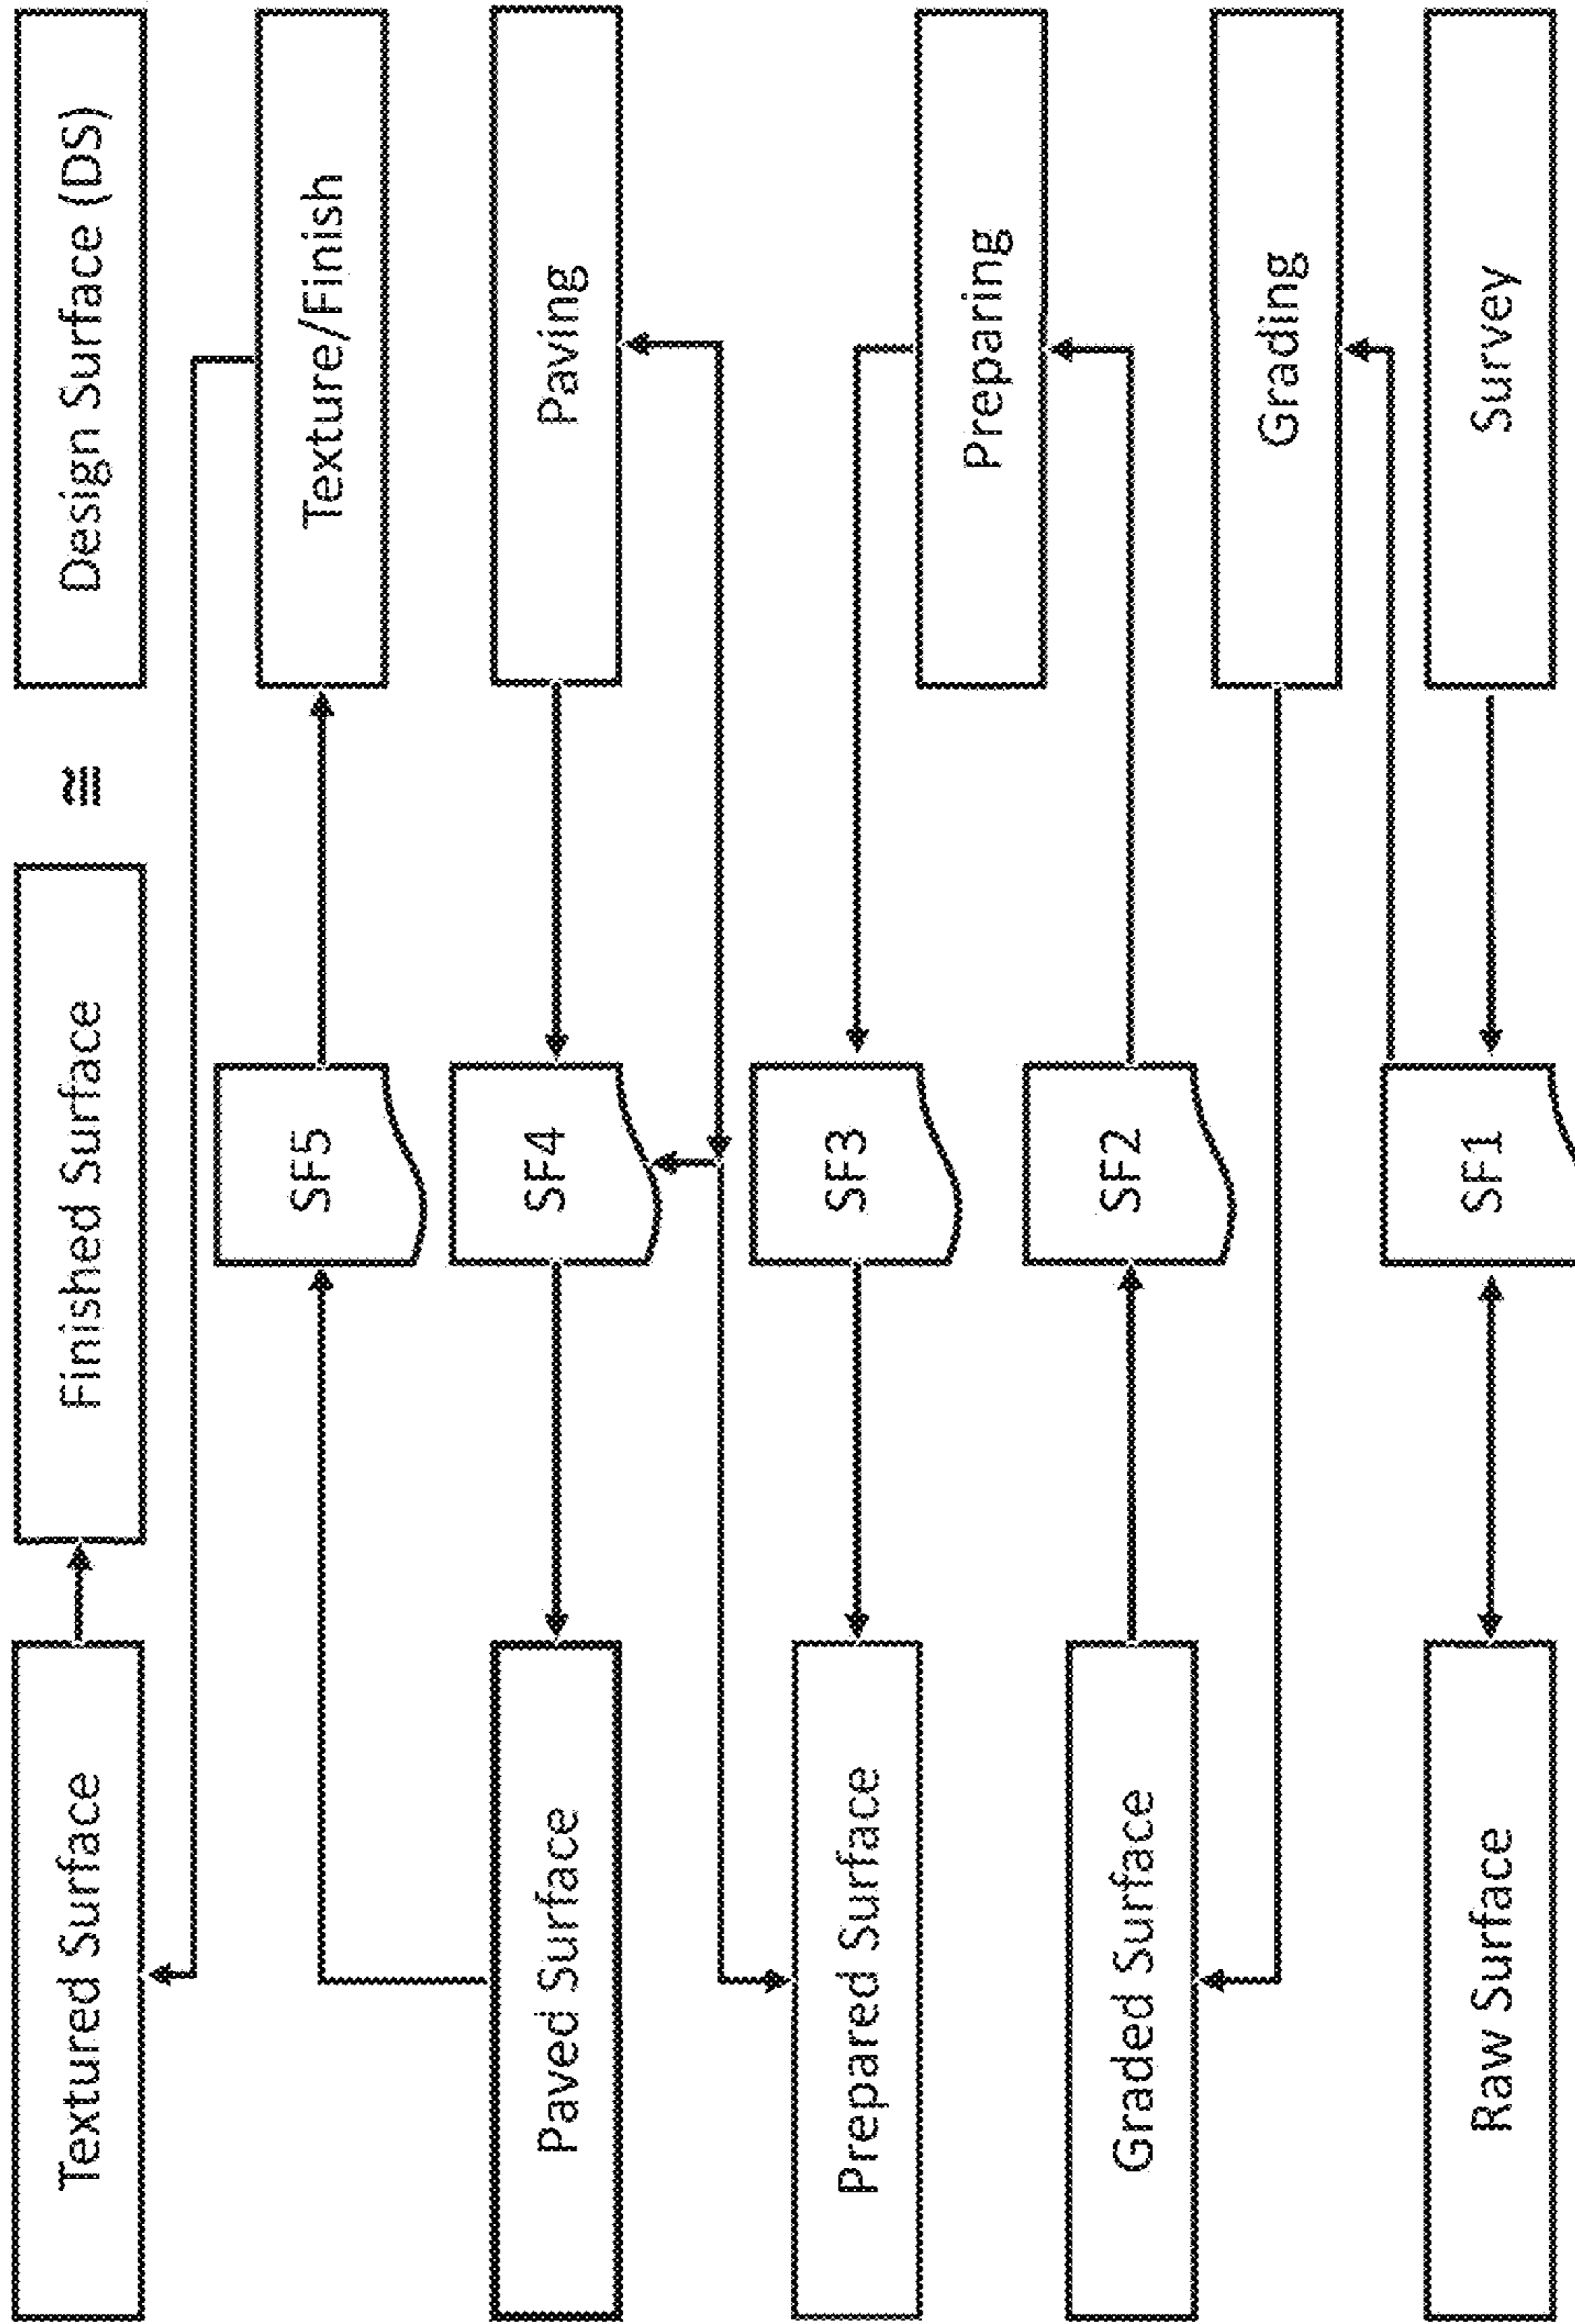 Textured Surface
Finished Surface
≅
Design Surface (DS)
SF5
Texture/Finish
Paved Surface
SF4
Paving
Prepared Surface
SF3
Preparing
Graded Surface
SF2
Grading
Raw Surface
SF1
Survey